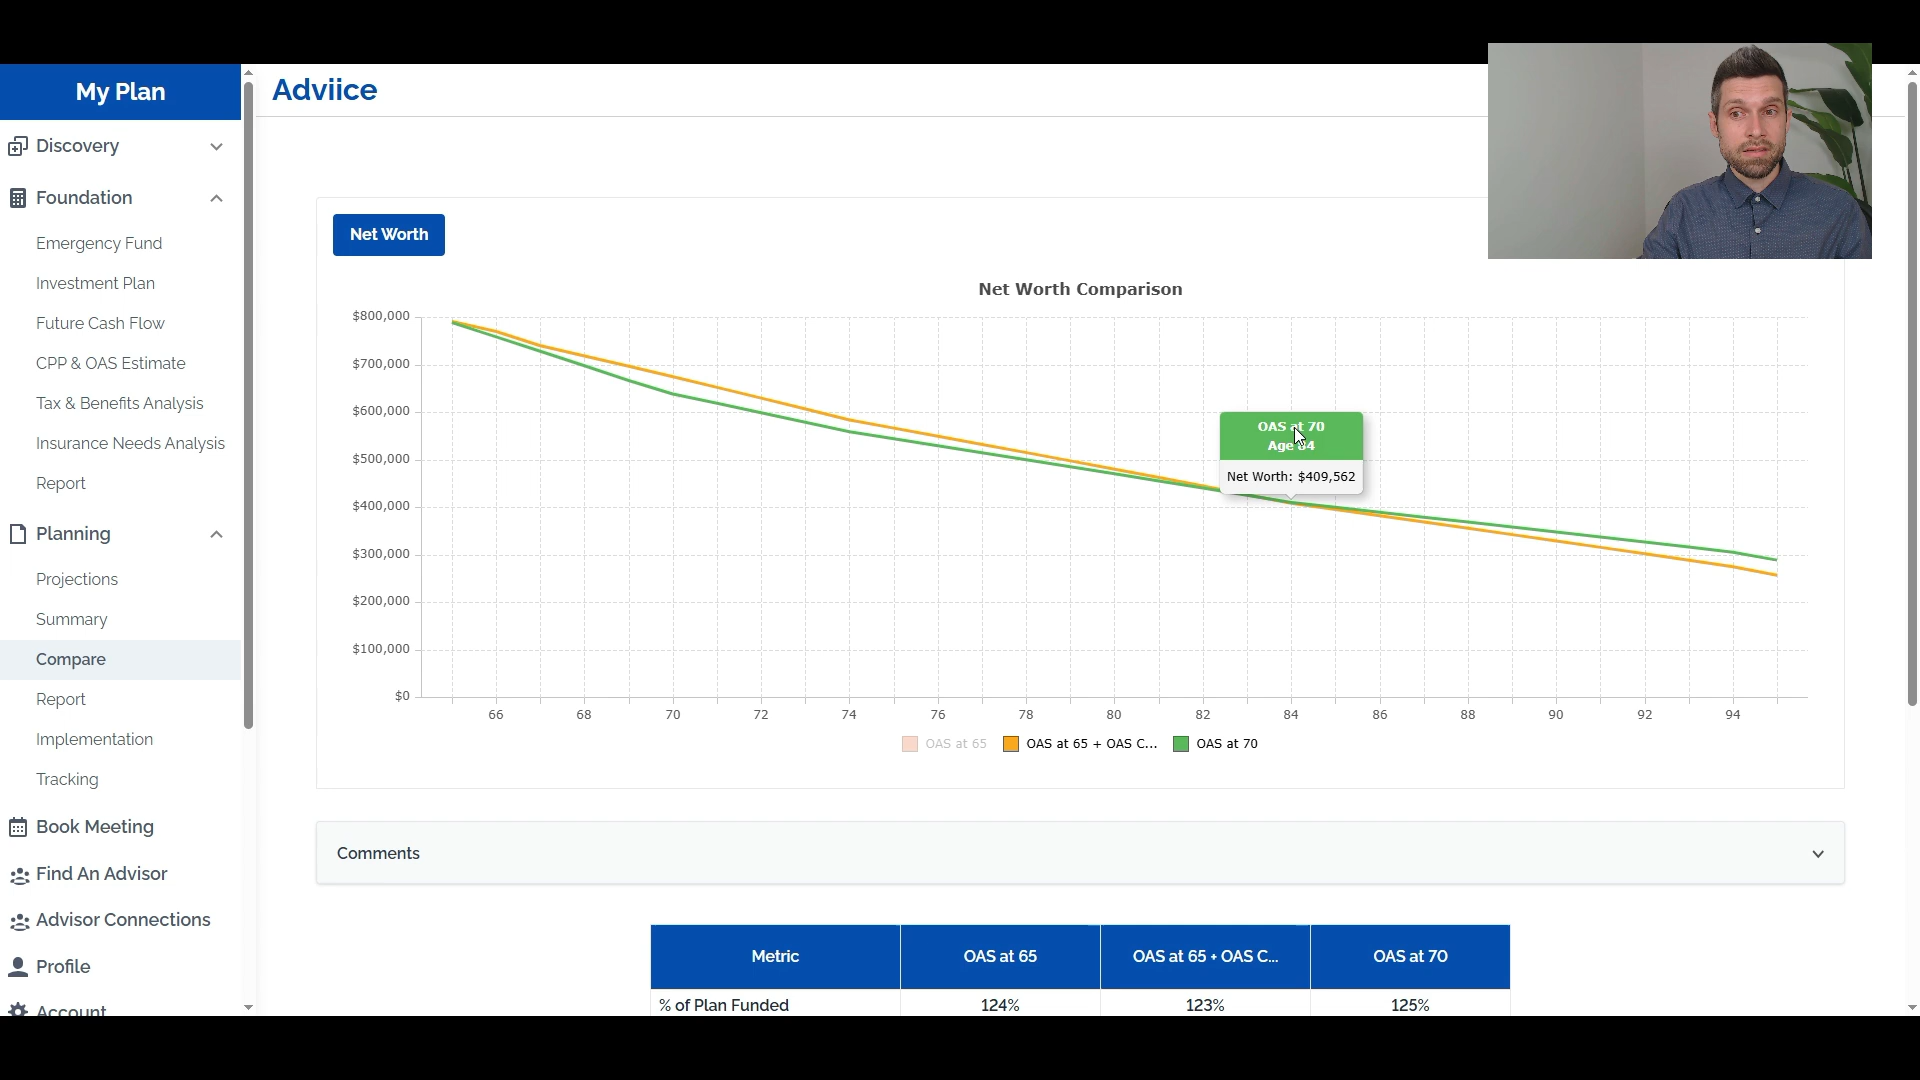 My Plan
Adviice
Discovery
Foundation
Emergency Fund
Investment Plan
Future Cash Flow
CPP & OAS Estimate
Tax & Benefits Analysis
Insurance Needs Analysis
Report
Planning
Projections
Summary
Compare
Report
Implementation
Tracking
Book Meeting
Find An Advisor
Advisor Connections
Profile
Account
Net Worth
Net Worth Comparison
$800,000
$700,000
$600,000
$500,000
$400,000
$300,000
$200,000
$100,000
$0
OAS at 70
Age 84
Net Worth: $409,562
66 68 70 72 74 76 78 80 82 84 86 88 90 92 94
OAS at 65 OAS at 65 + OAS C... OAS at 70
Comments
Metric OAS at 65 OAS at 65 + OAS C... OAS at 70
% of Plan Funded 124% 123% 125%